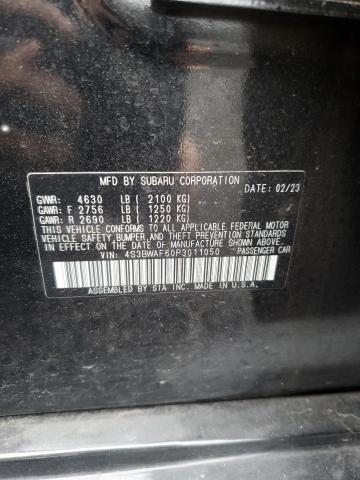 MFD BY SUBARU CORPORATION
DATE: 02/23
GVWR: 4630 LB ( 2100 KG)
GAWR: F 2756 LB ( 1250 KG)
GAWR: R 2690 LB ( 1220 KG)
THIS VEHICLE CONFORMS TO ALL APPLICABLE FEDERAL MOTOR
VEHICLE SAFETY, BUMPER, AND THEFT PREVENTION STANDARDS
IN EFFECT ON THE DATE OF MANUFACTURE SHOWN ABOVE.
VIN: 4S3BWAF60P3011050 PASSENGER CAR
ASSEMBLED BY SIA INC. MADE IN U.S.A.